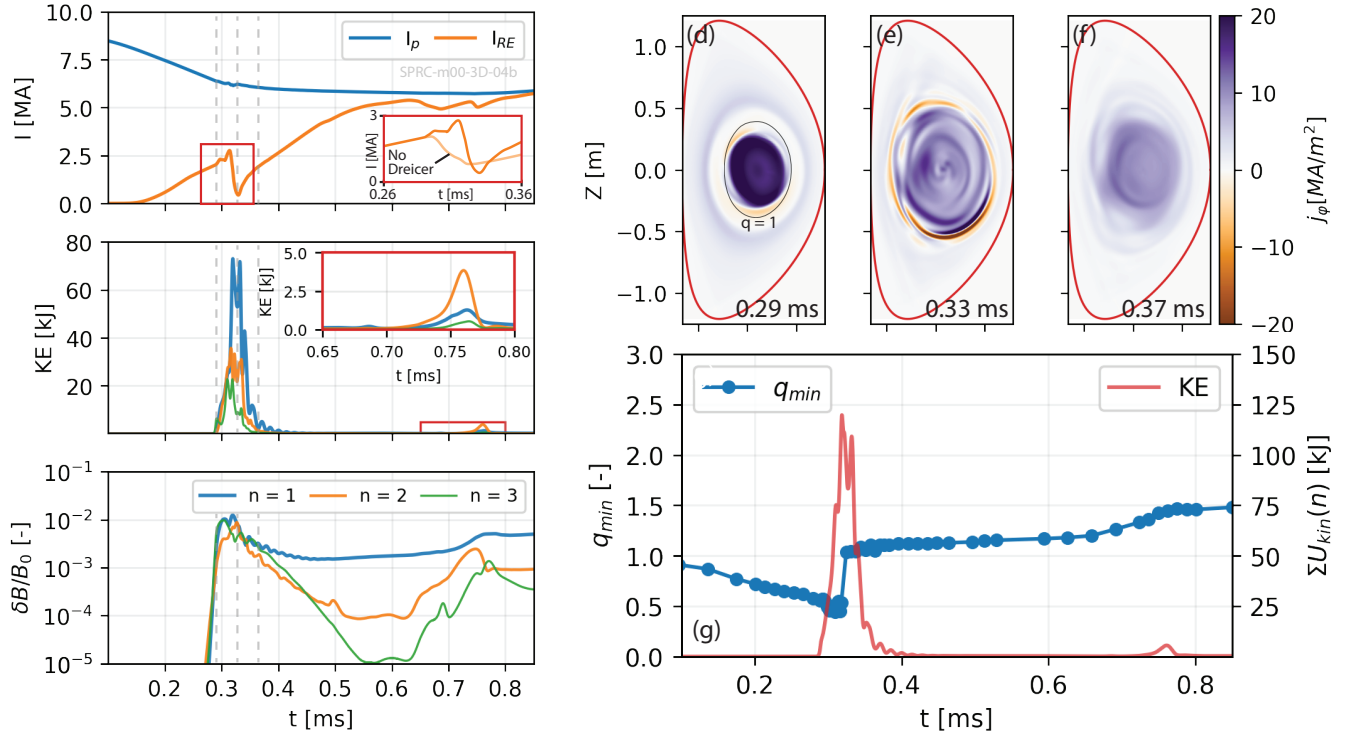 10.0
7.5
5.0
2.5
0.0
I [MA]
I_p
I_RE
SPRC-m00-3D-04b
3
0
I [MA]
No
Dreicer
0.26
0.36
t [ms]
80
60
40
20
KE [kJ]
5.0
2.5
0.0
KE [kJ]
0.65
0.70
0.75
0.80
t [ms]
10⁻¹
10⁻²
10⁻³
10⁻⁴
10⁻⁵
δB/B₀ [-]
n = 1
n = 2
n = 3
0.2
0.3
0.4
0.5
0.6
0.7
0.8
t [ms]
1.0
0.5
0.0
−0.5
−1.0
Z [m]
(d)
q = 1
0.29 ms
(e)
0.33 ms
(f)
0.37 ms
20
10
0
−10
−20
j_φ[MA/m²]
3.0
2.5
2.0
1.5
1.0
0.5
0.0
q_min [-]
q_min
KE
(g)
150
125
100
75
50
25
0
ΣU_kin(n) [kJ]
0.2
0.4
0.6
0.8
t [ms]